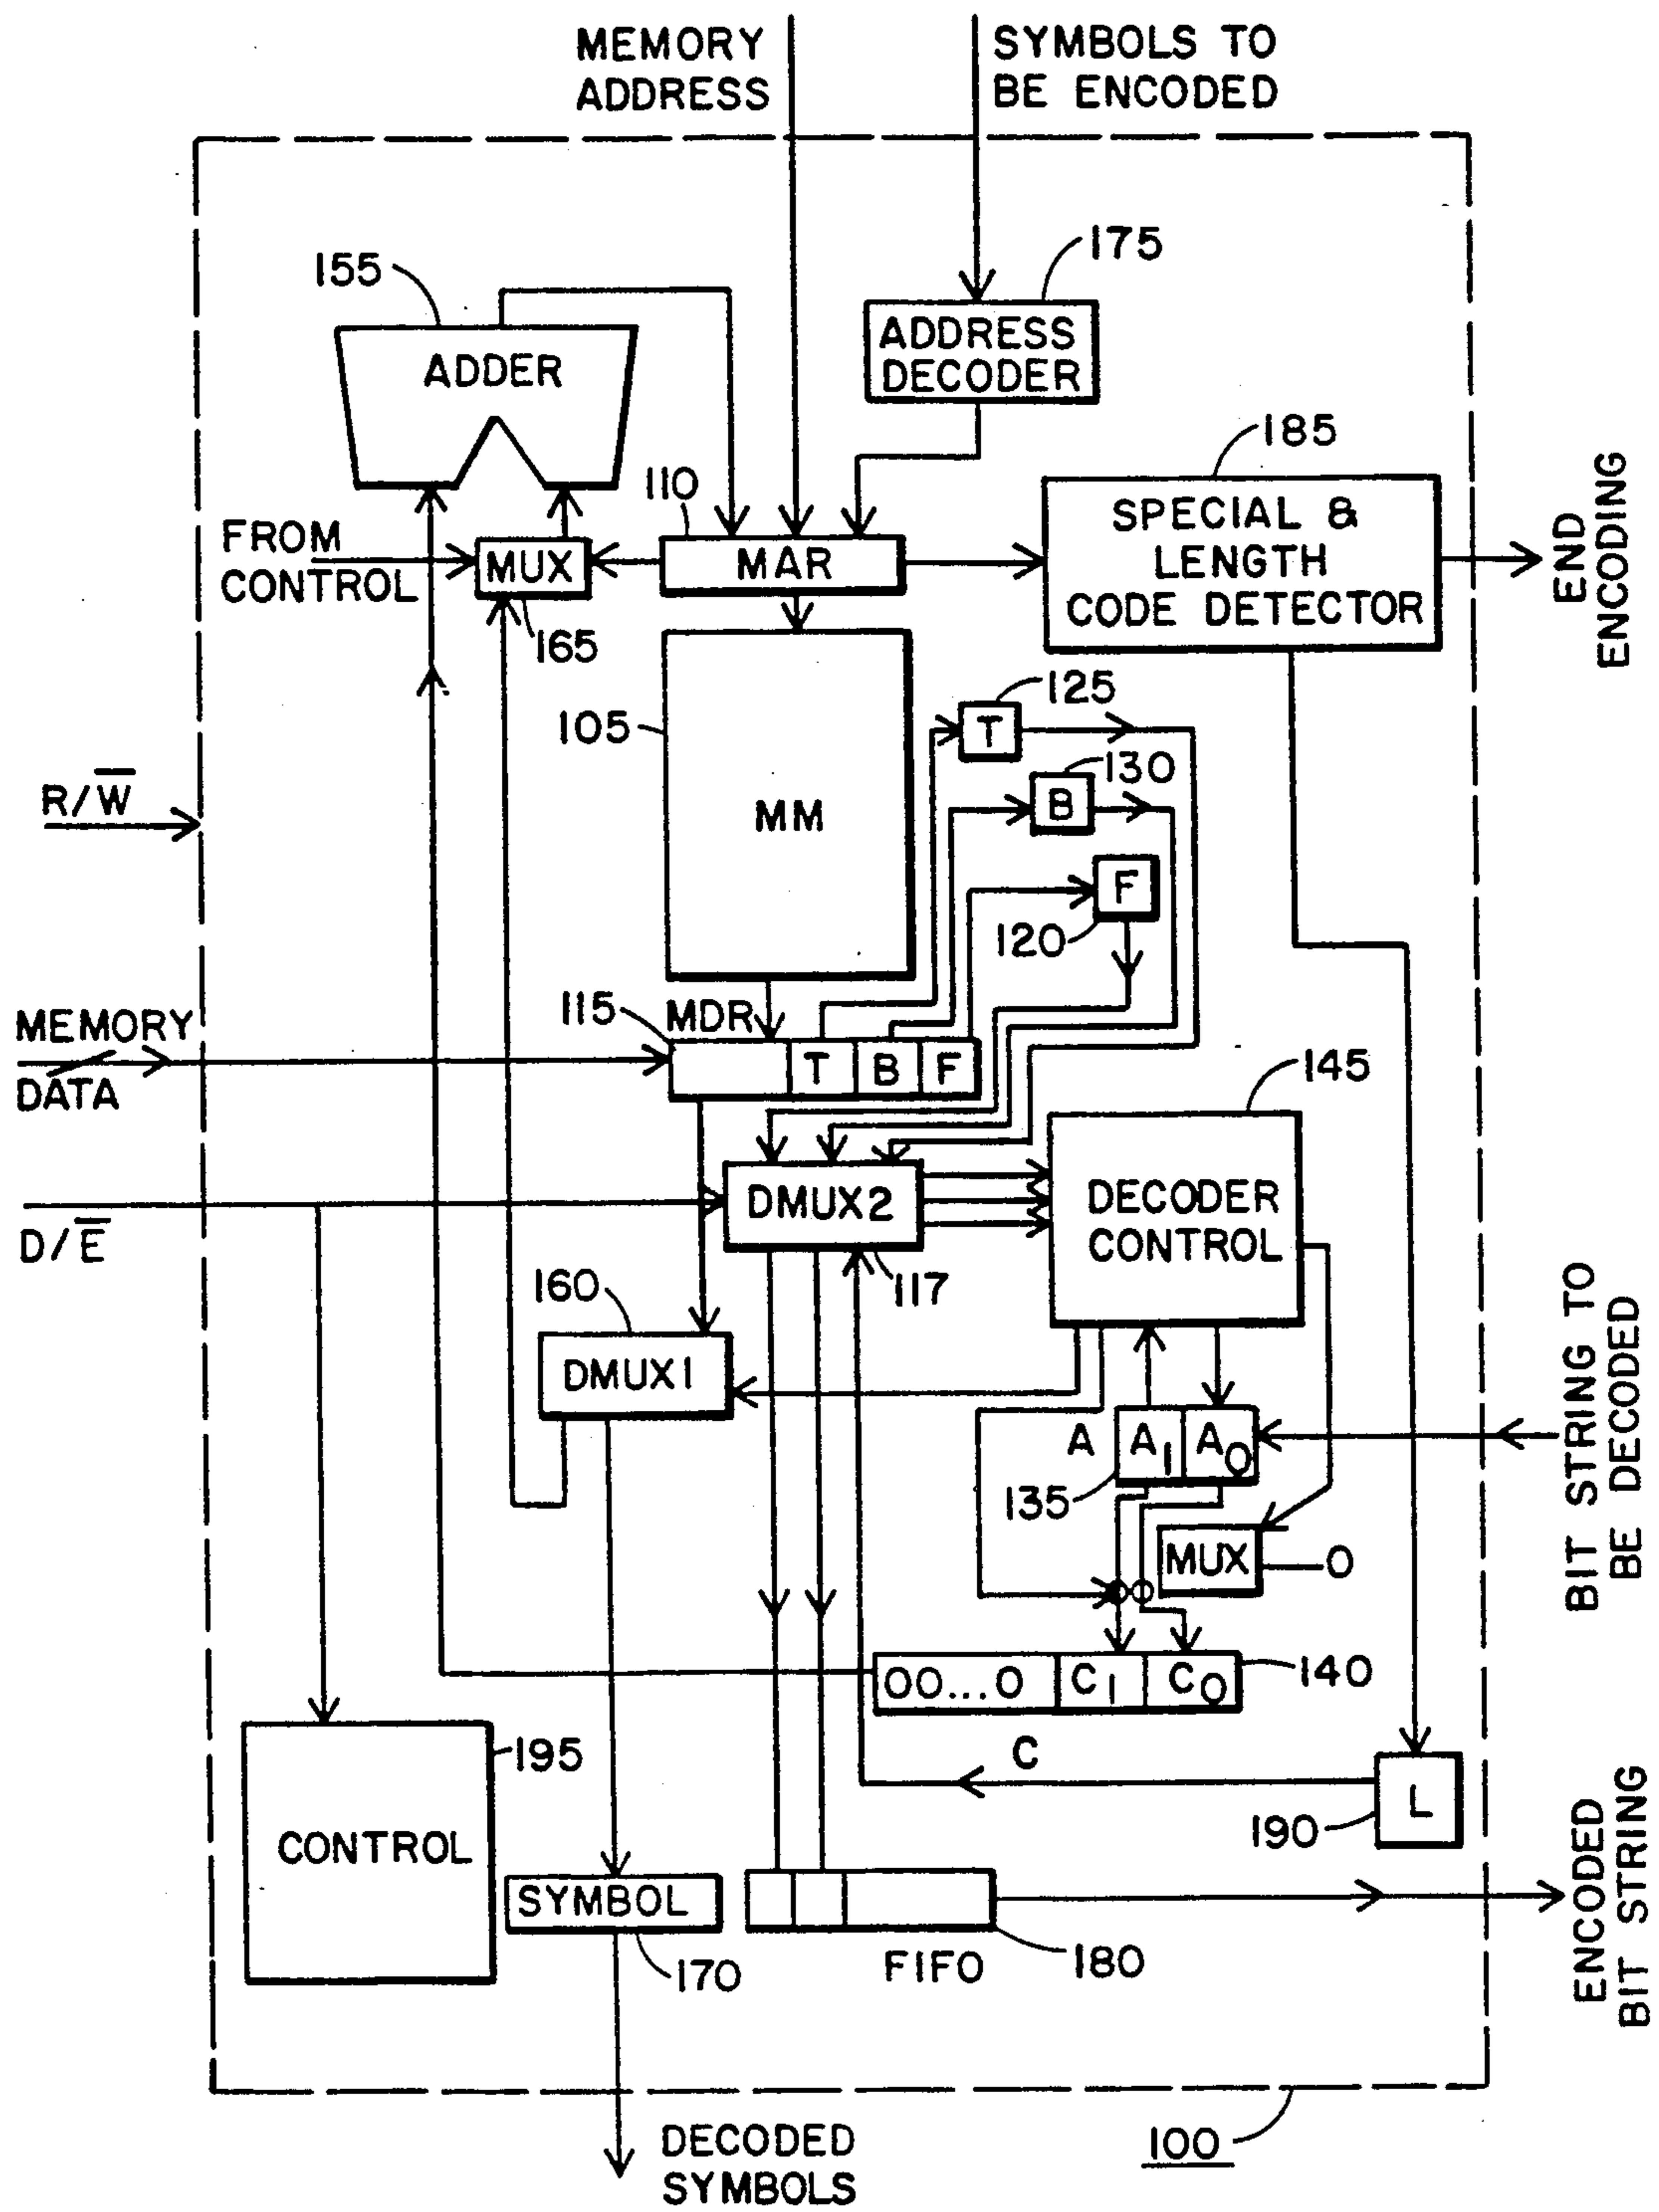 MEMORY
ADDRESS
SYMBOLS TO
BE ENCODED
155
175
ADDER
ADDRESS
DECODER
185
110
FROM
CONTROL
MUX
MAR
SPECIAL &
LENGTH
CODE DETECTOR
END
ENCODING
165
105
MM
125
T
130
B
F
120
R/W̅
115
MDR
MEMORY
DATA
T B F
145
DMUX2
DECODER
CONTROL
D/E̅
117
160
DMUX1
BIT STRING TO
BE DECODED
A
A1 A0
135
MUX
0
00...0 C1 C0
140
C
195
L
190
CONTROL
SYMBOL
170
FIFO
180
ENCODED
BIT STRING
100
DECODED
SYMBOLS